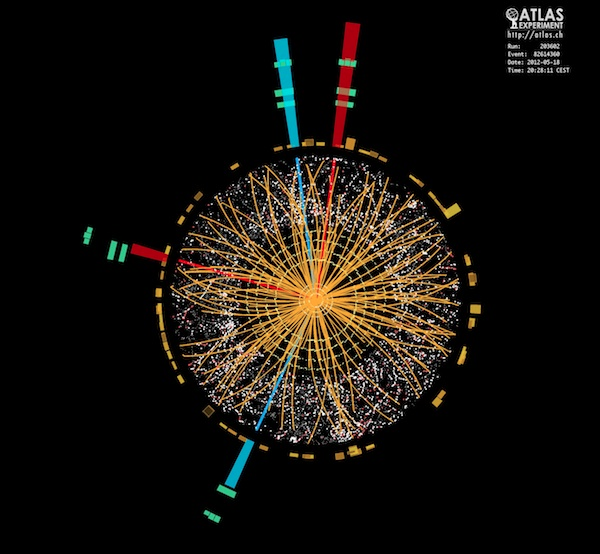 ATLAS
EXPERIMENT
http://atlas.ch
Run: 203602
Event: 82614360
Date: 2012-05-18
Time: 20:28:11 CEST